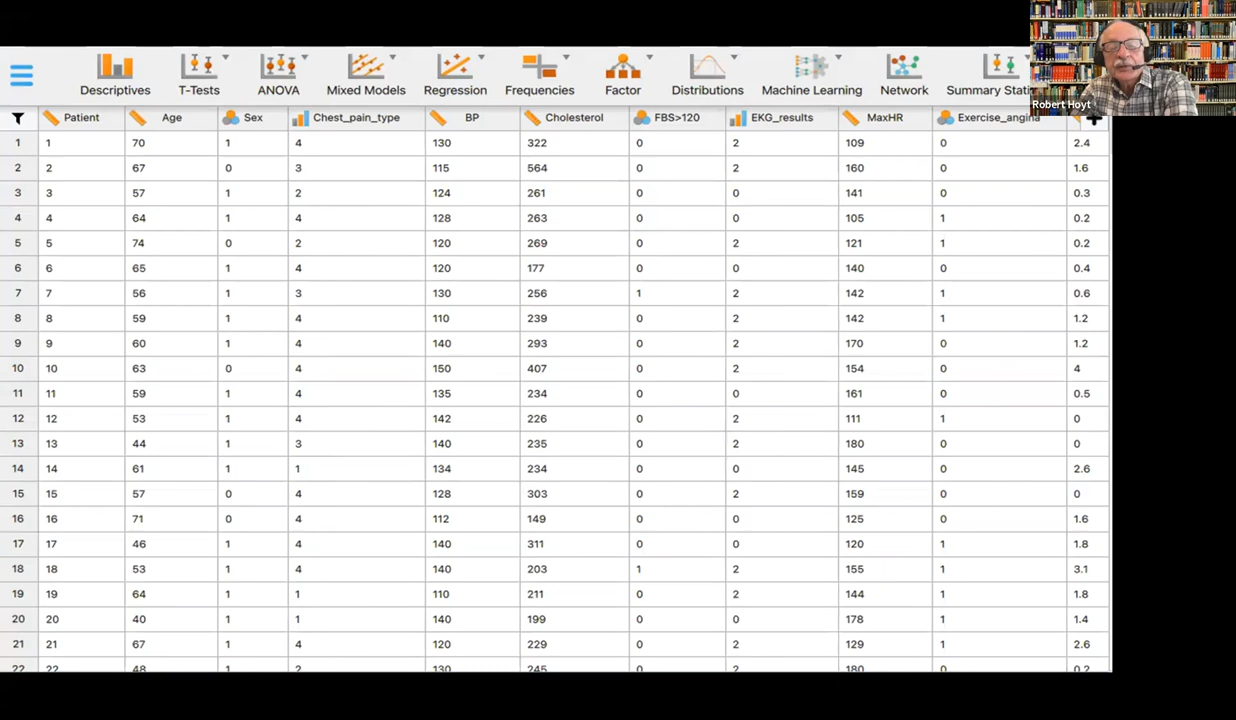 Descriptives T-Tests ANOVA Mixed Models Regression Frequencies Factor Distributions Machine Learning Network Summary Stati
Robert Hoyt
Patient Age Sex Chest_pain_type BP Cholesterol FBS>120 EKG_results MaxHR Exercise_angina
1 1 70 1 4 130 322 0 2 109 0 2.4
2 2 67 0 3 115 564 0 2 160 0 1.6
3 3 57 1 2 124 261 0 0 141 0 0.3
4 4 64 1 4 128 263 0 0 105 1 0.2
5 5 74 0 2 120 269 0 2 121 1 0.2
6 6 65 1 4 120 177 0 0 140 0 0.4
7 7 56 1 3 130 256 1 2 142 1 0.6
8 8 59 1 4 110 239 0 2 142 1 1.2
9 9 60 1 4 140 293 0 2 170 0 1.2
10 10 63 0 4 150 407 0 2 154 0 4
11 11 59 1 4 135 234 0 0 161 0 0.5
12 12 53 1 4 142 226 0 2 111 1 0
13 13 44 1 3 140 235 0 2 180 0 0
14 14 61 1 1 134 234 0 0 145 0 2.6
15 15 57 0 4 128 303 0 2 159 0 0
16 16 71 0 4 112 149 0 0 125 0 1.6
17 17 46 1 4 140 311 0 0 120 1 1.8
18 18 53 1 4 140 203 1 2 155 1 3.1
19 19 64 1 1 110 211 0 2 144 1 1.8
20 20 40 1 1 140 199 0 0 178 1 1.4
21 21 67 1 4 120 229 0 2 129 1 2.6
22 22 48 1 2 130 245 0 2 180 0 0.2